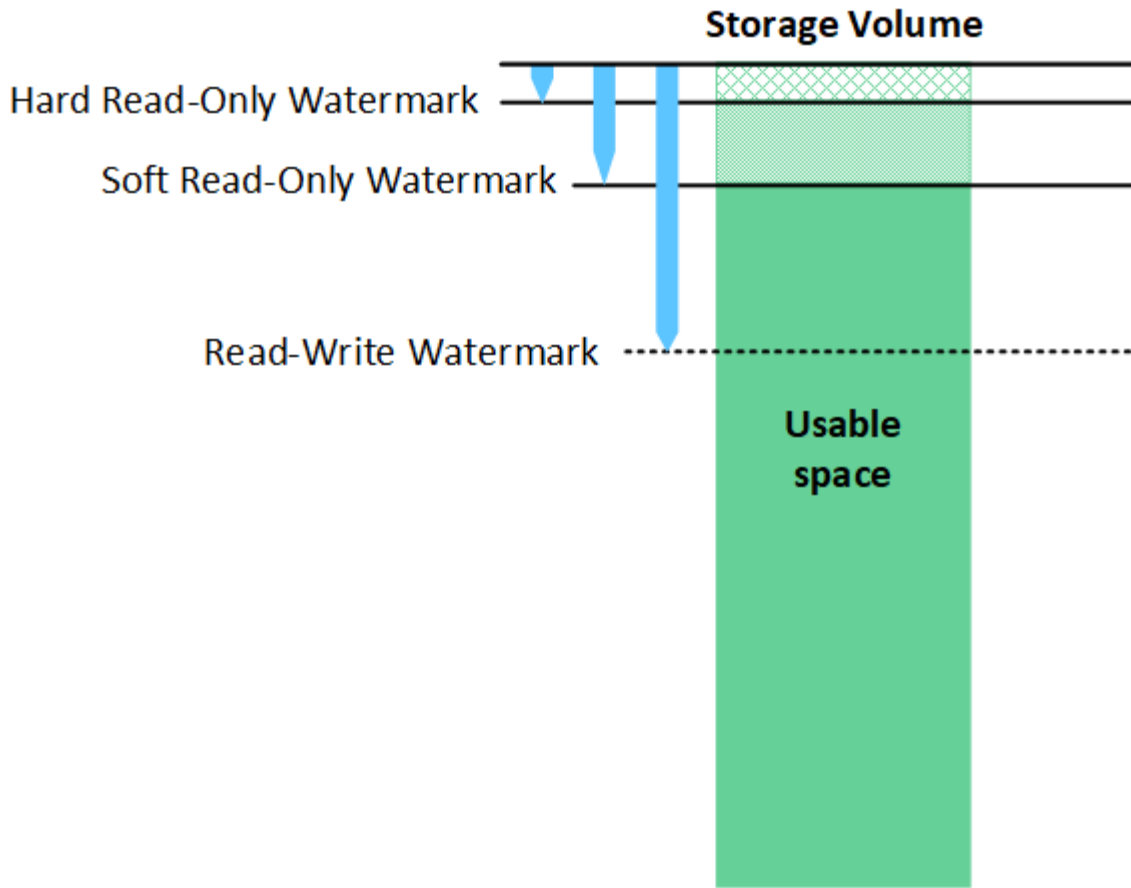 Storage Volume
Hard Read-Only Watermark
Soft Read-Only Watermark
Read-Write Watermark
Usable
space